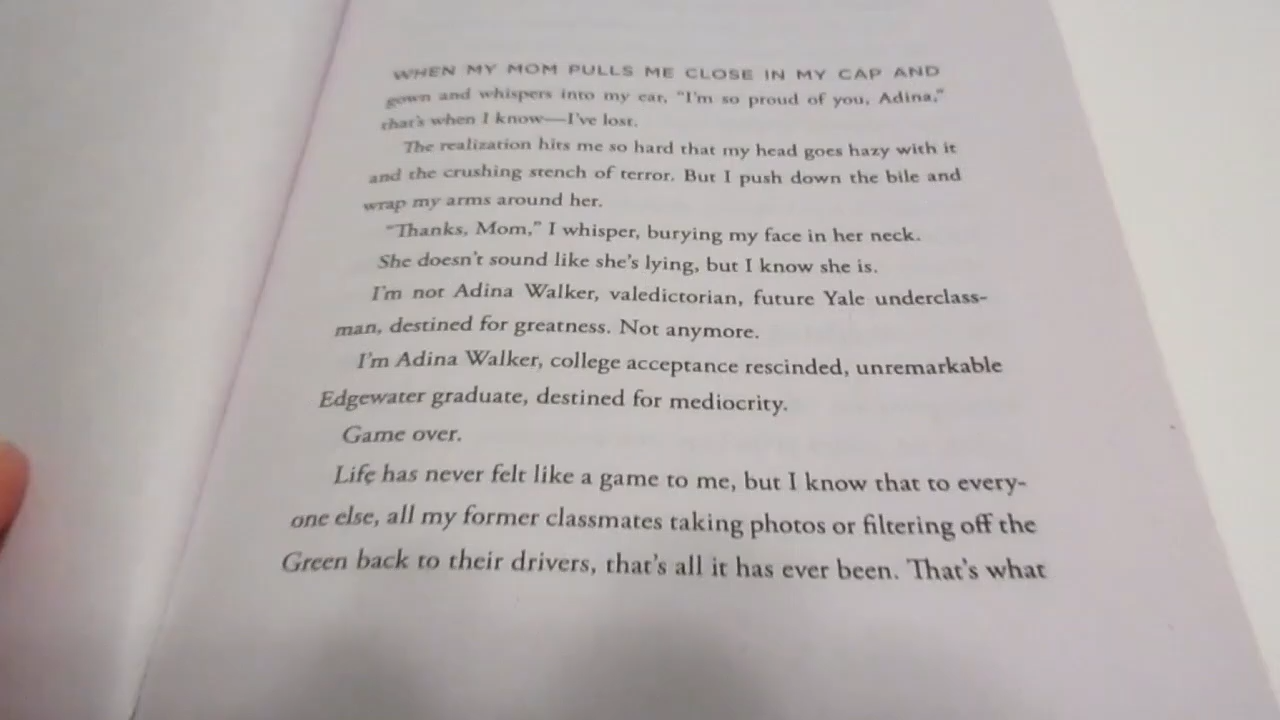 WHEN MY MOM PULLS ME CLOSE IN MY CAP AND
gown and whispers into my ear, “I’m so proud of you, Adina,”
that’s when I know—I’ve lost.
The realization hits me so hard that my head goes hazy with it
and the crushing stench of terror. But I push down the bile and
wrap my arms around her.
“Thanks, Mom,” I whisper, burying my face in her neck.
She doesn’t sound like she’s lying, but I know she is.
I’m not Adina Walker, valedictorian, future Yale underclass-
man, destined for greatness. Not anymore.
I’m Adina Walker, college acceptance rescinded, unremarkable
Edgewater graduate, destined for mediocrity.
Game over.
Life has never felt like a game to me, but I know that to every-
one else, all my former classmates taking photos or filtering off the
Green back to their drivers, that’s all it has ever been. That’s what